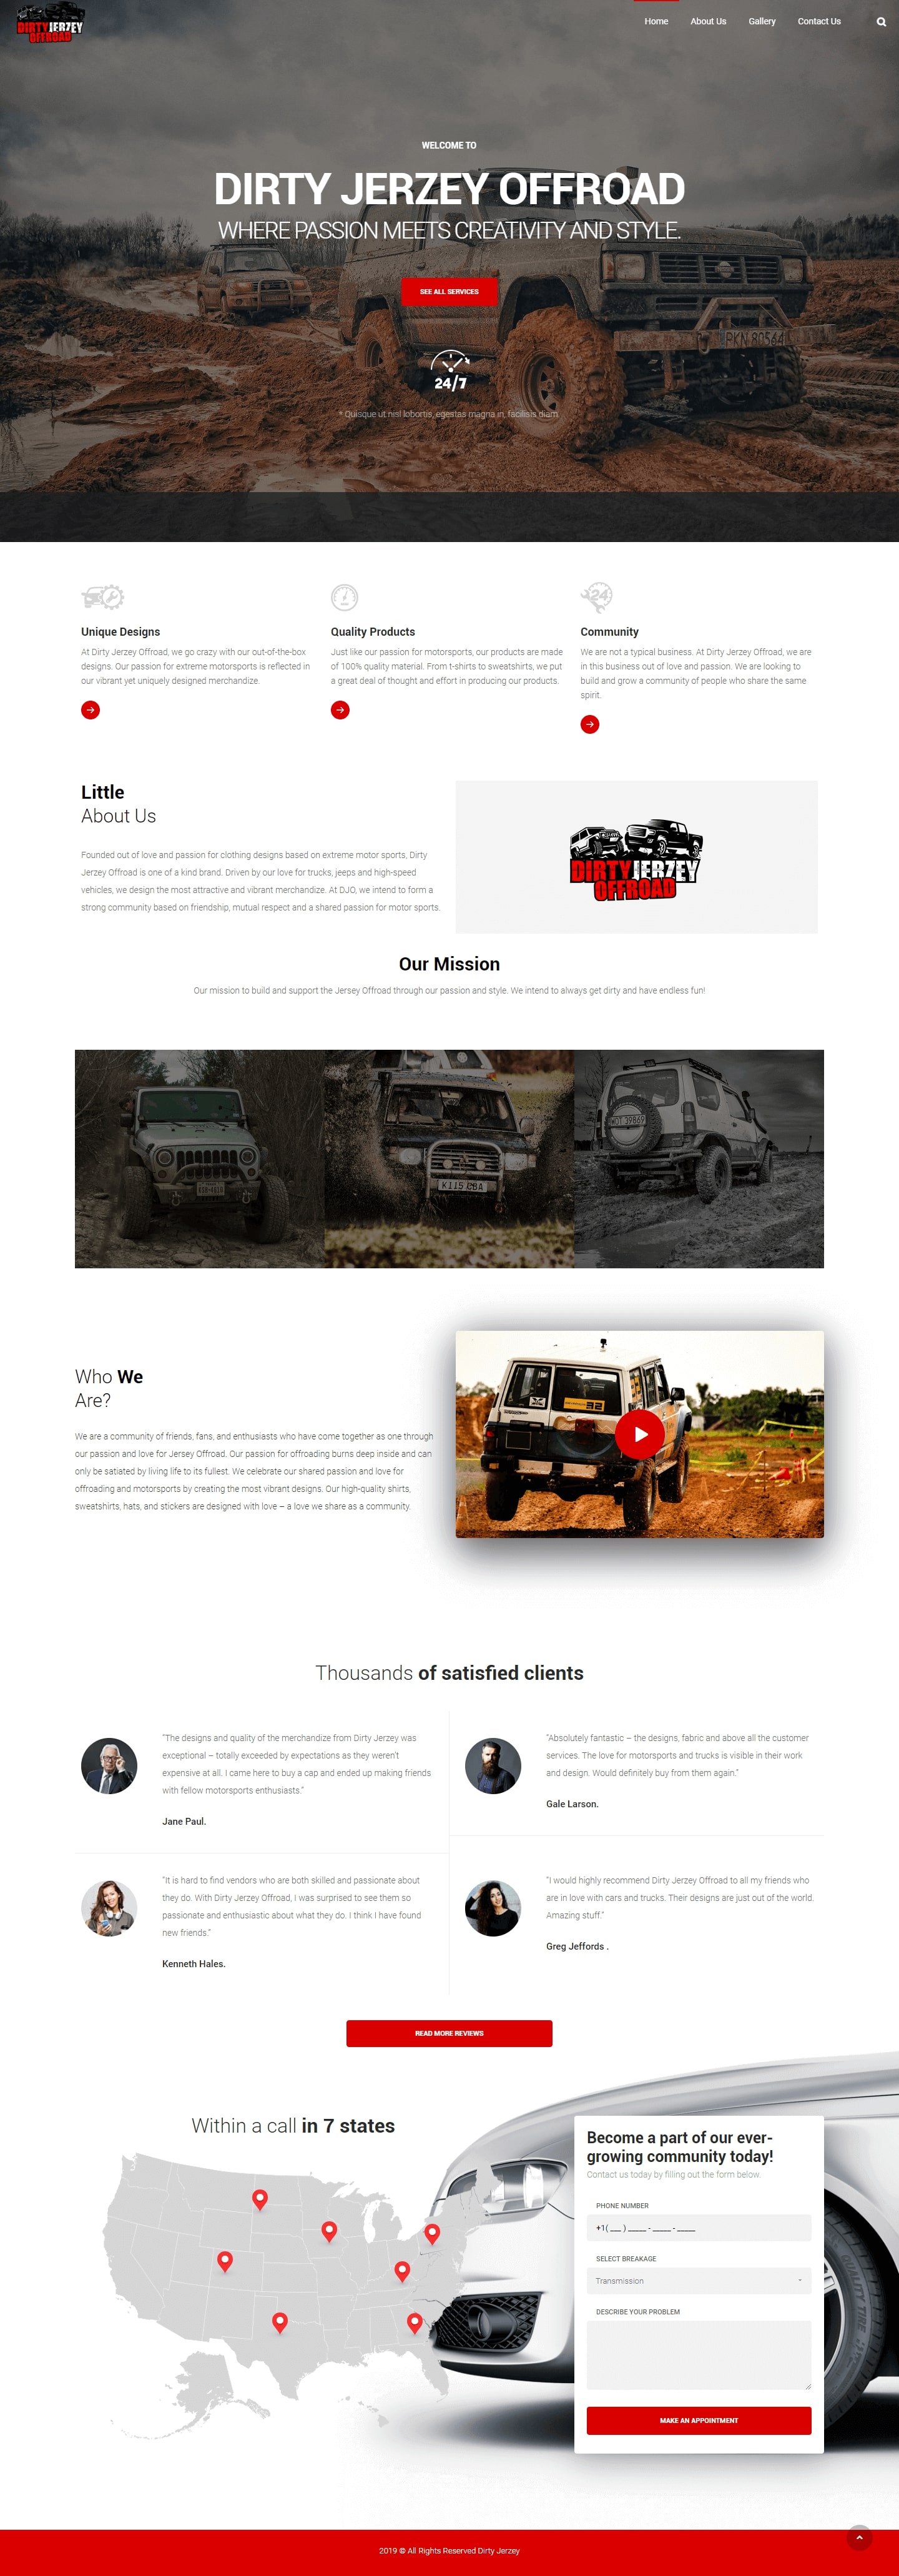 DIRTY JERZEY
OFFROAD
Home About Us Gallery Contact Us
WELCOME TO
DIRTY JERZEY OFFROAD
WHERE PASSION MEETS CREATIVITY AND STYLE.
SEE ALL SERVICES
PKN 80564
24/7
* Quisque ut nisl lobortis, egestas magna in, facilisis diam.
24
Unique Designs
At Dirty Jerzey Offroad, we go crazy with our out-of-the-box
designs. Our passion for extreme motorsports is reflected in
our vibrant yet uniquely designed merchandize.
Quality Products
Just like our passion for motorsports, our products are made
of 100% quality material. From t-shirts to sweatshirts, we put
a great deal of thought and effort in producing our products.
Community
We are not a typical business. At Dirty Jerzey Offroad, we are
in this business out of love and passion. We are looking to
build and grow a community of people who share the same
spirit.
Little
About Us
Founded out of love and passion for clothing designs based on extreme motor sports, Dirty
Jerzey Offroad is one of a kind brand. Driven by our love for trucks, jeeps and high-speed
vehicles, we design the most attractive and vibrant merchandize. At DJO, we intend to form a
strong community based on friendship, mutual respect and a shared passion for motor sports.
DIRTY JERZEY
OFFROAD
Our Mission
Our mission to build and support the Jersey Offroad through our passion and style. We intend to always get dirty and have endless fun!
K115 EBA
WOT 39869
Who We
Are?
We are a community of friends, fans, and enthusiasts who have come together as one through
our passion and love for Jersey Offroad. Our passion for offroading burns deep inside and can
only be satiated by living life to its fullest. We celebrate our shared passion and love for
offroading and motorsports by creating the most vibrant designs. Our high-quality shirts,
sweatshirts, hats, and stickers are designed with love – a love we share as a community.
32
Thousands of satisfied clients
“The designs and quality of the merchandize from Dirty Jerzey was
exceptional – totally exceeded by expectations as they weren’t
expensive at all. I came here to buy a cap and ended up making friends
with fellow motorsports enthusiasts.”
Jane Paul.
“Absolutely fantastic – the designs, fabric and above all the customer
services. The love for motorsports and trucks is visible in their work
and design. Would definitely buy from them again.”
Gale Larson.
“It is hard to find vendors who are both skilled and passionate about
they do. With Dirty Jerzey Offroad, I was surprised to see them so
passionate and enthusiastic about what they do. I think I have found
new friends.”
Kenneth Hales.
“I would highly recommend Dirty Jerzey Offroad to all my friends who
are in love with cars and trucks. Their designs are just out of the world.
Amazing stuff.”
Greg Jeffords .
READ MORE REVIEWS
Within a call in 7 states
Become a part of our ever-
growing community today!
Contact us today by filling out the form below.
PHONE NUMBER
+1( ___ ) _____ - _____ - _____
SELECT BREAKAGE
Transmission
DESCRIBE YOUR PROBLEM
MAKE AN APPOINTMENT
2019 © All Rights Reserved Dirty Jerzey